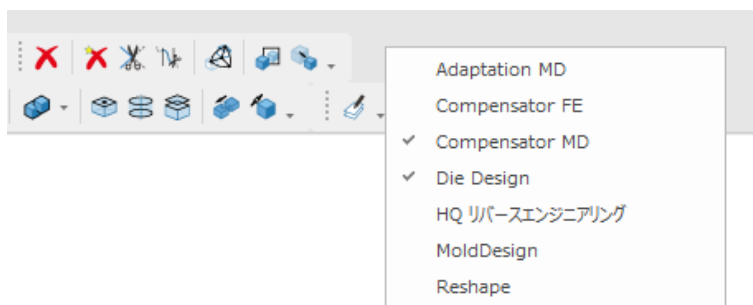 Adaptation MD
Compensator FE
Compensator MD
Die Design
HQ リバースエンジニアリング
MoldDesign
Reshape